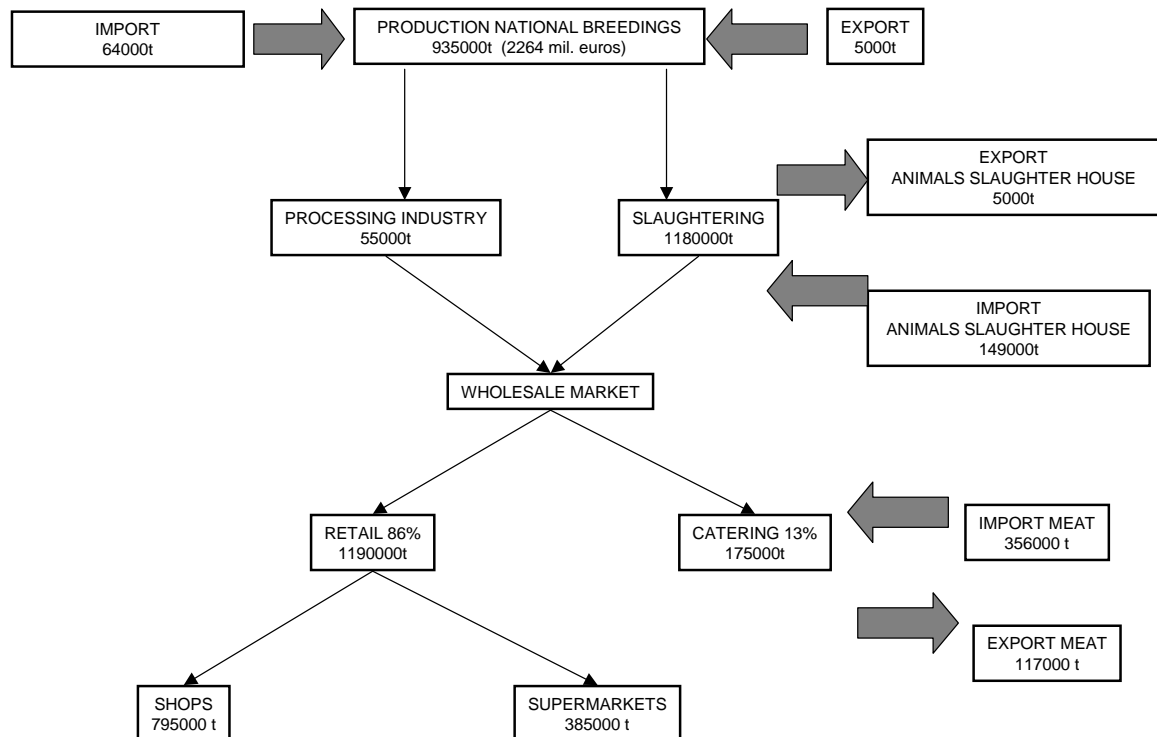 IMPORT
64000t
PRODUCTION NATIONAL BREEDINGS
935000t  (2264 mil. euros)
EXPORT
5000t
EXPORT
ANIMALS SLAUGHTER HOUSE
5000t
PROCESSING INDUSTRY
55000t
SLAUGHTERING
1180000t
IMPORT
ANIMALS SLAUGHTER HOUSE
149000t
WHOLESALE MARKET
RETAIL 86%
1190000t
CATERING 13%
175000t
IMPORT MEAT
356000 t
EXPORT MEAT
117000 t
SHOPS
795000 t
SUPERMARKETS
385000 t